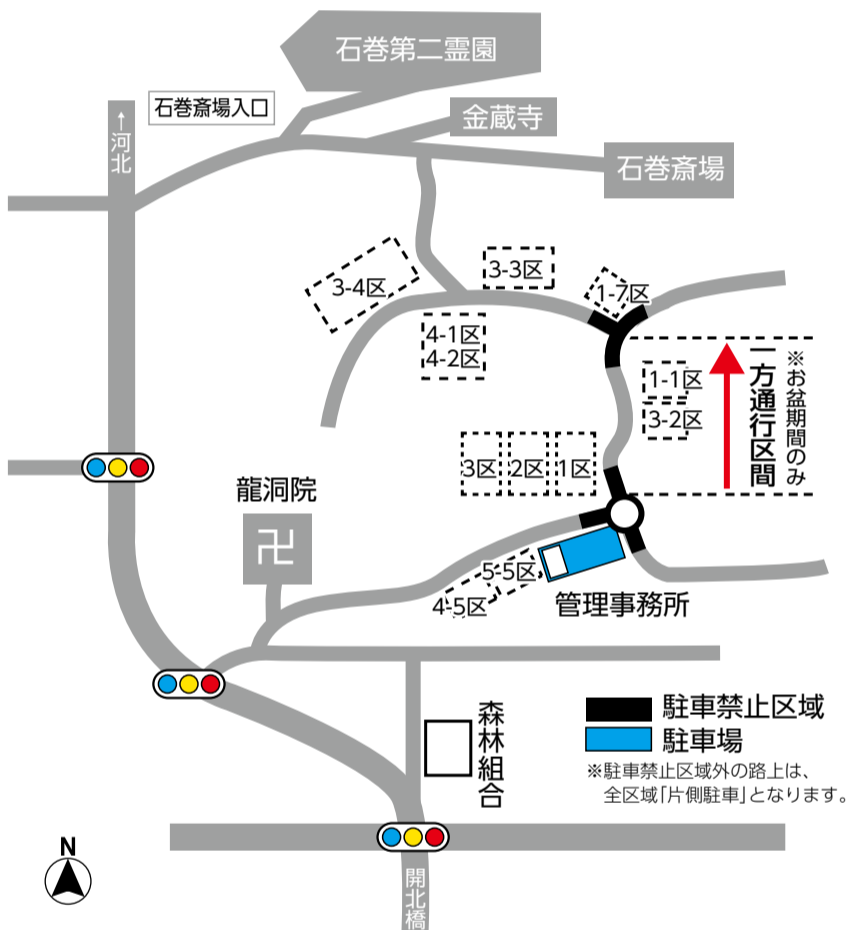 石巻第二霊園
石巻斎場入口
金蔵寺
↑河北
石巻斎場
3-3区
3-4区
1-7区
4-1区
4-2区
※お盆期間のみ
一方通行区間
1-1区
3-2区
3区
2区
1区
龍洞院
卍
5-5区
4-5区
管理事務所
森林組合
駐車禁止区域
駐車場
※駐車禁止区域外の路上は、
全区域「片側駐車」となります。
N
開北橋